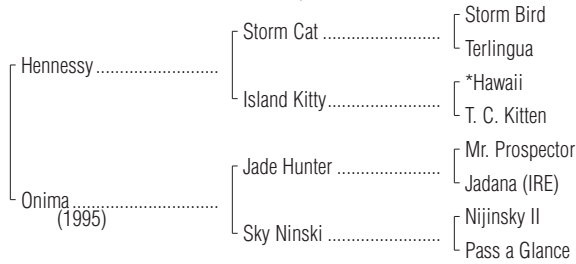 Storm Bird
Storm Cat ........................
Terlingua
Hennessy ........................
*Hawaii
Island Kitty ........................
T. C. Kitten
Mr. Prospector
Jade Hunter ........................
Jadana (IRE)
Onima ........................
(1995)
Nijinsky II
Sky Ninski ........................
Pass a Glance